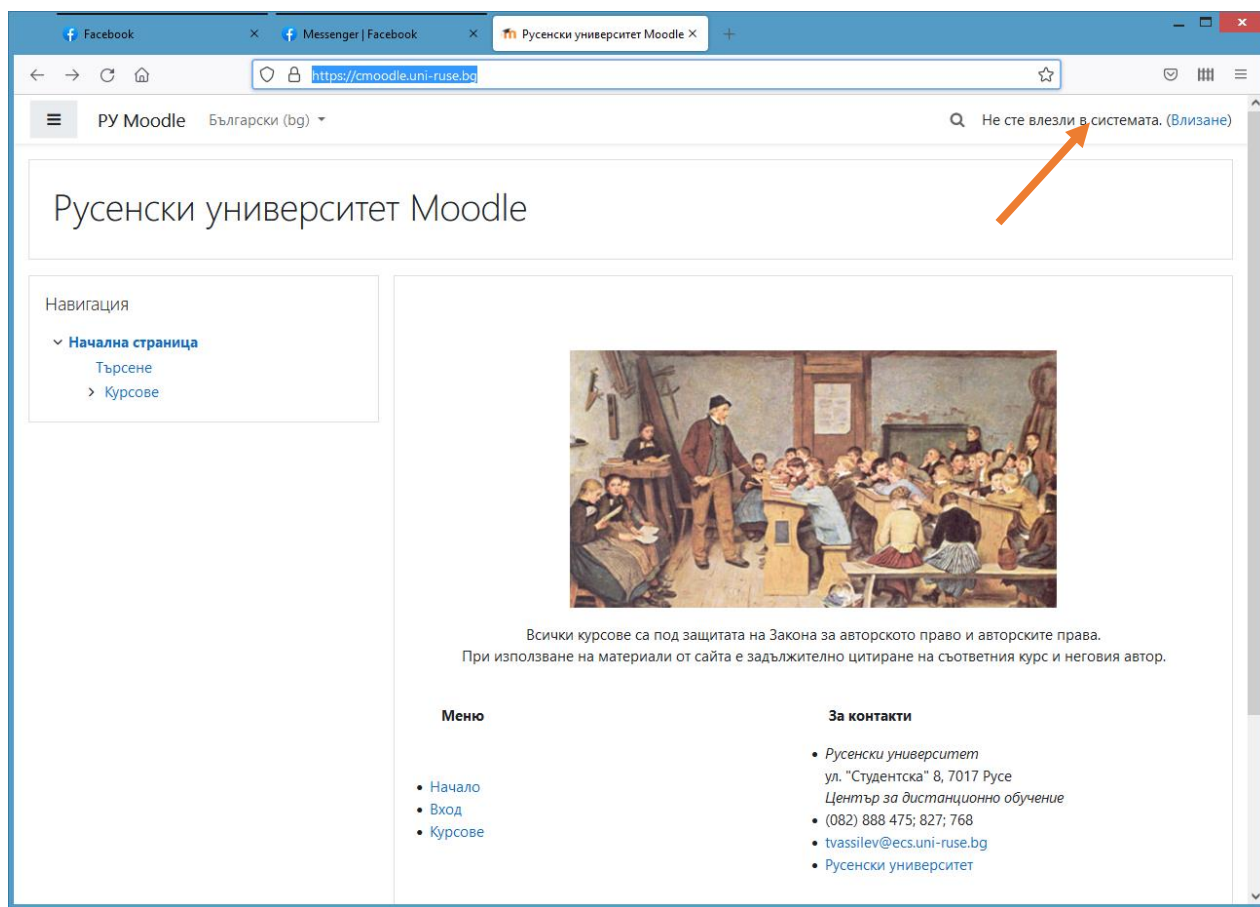 Facebook
Messenger | Facebook
Русенски университет Moodle
https://cmoodle.uni-ruse.bg
РУ Moodle Български (bg)
Не сте влезли в системата. (Влизане)
Русенски университет Moodle
Навигация
Начална страница
Търсене
Курсове
Всички курсове са под защитата на Закона за авторското право и авторските права.
При използване на материали от сайта е задължително цитиране на съответния курс и неговия автор.
Меню
Начало
Вход
Курсове
За контакти
Русенски университет
ул. "Студентска" 8, 7017 Русе
Център за дистанционно обучение
(082) 888 475; 827; 768
tvassilev@ecs.uni-ruse.bg
Русенски университет